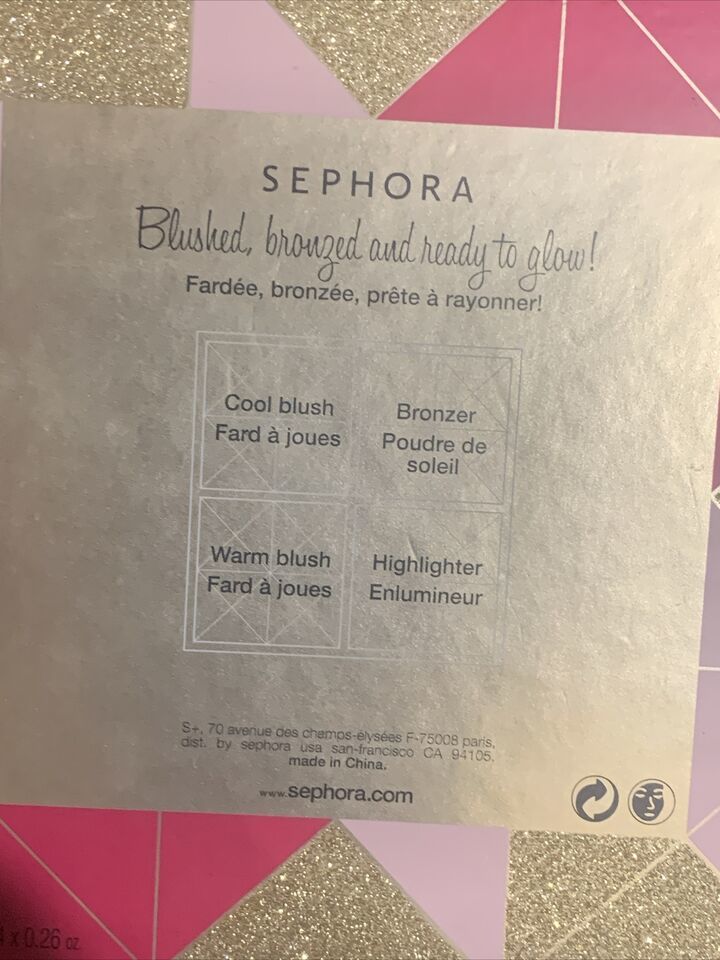 SEPHORA
Blushed, bronzed and ready to glow!
Fardée, bronzée, prête à rayonner!
Cool blush
Fard à joues
Bronzer
Poudre de
soleil
Warm blush
Fard à joues
Highlighter
Enlumineur
S+, 70 avenue des champs-élysées F-75008 paris,
dist. by sephora usa san-francisco CA 94105.
made in China.
www.sephora.com
x 0.26 oz